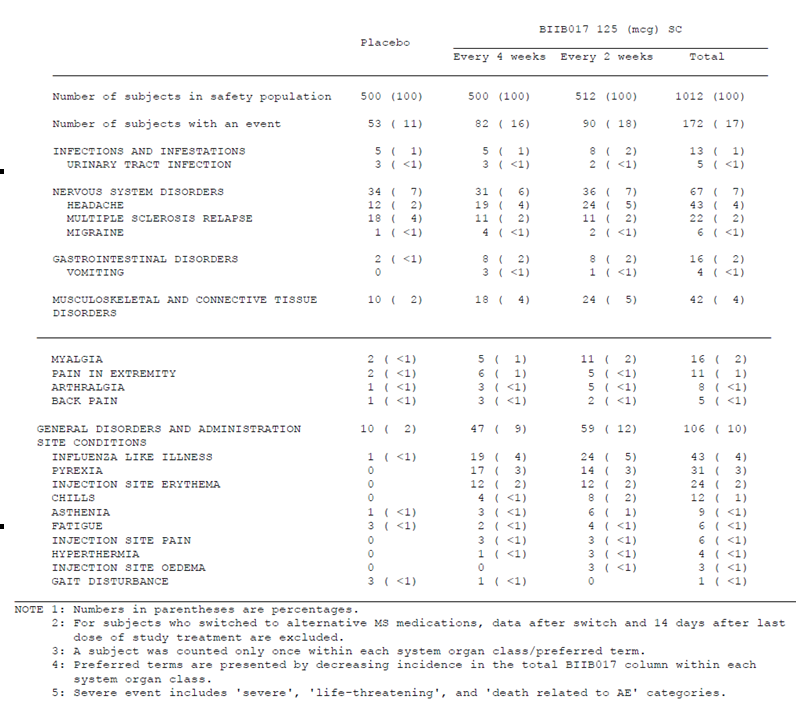 BIIB017 125 (mcg) SC
Placebo
Every 4 weeks Every 2 weeks Total
Number of subjects in safety population 500 (100) 500 (100) 512 (100) 1012 (100)
Number of subjects with an event 53 ( 11) 82 ( 16) 90 ( 18) 172 ( 17)
INFECTIONS AND INFESTATIONS 5 ( 1) 5 ( 1) 8 ( 2) 13 ( 1)
URINARY TRACT INFECTION 3 ( <1) 3 ( <1) 2 ( <1) 5 ( <1)
NERVOUS SYSTEM DISORDERS 34 ( 7) 31 ( 6) 36 ( 7) 67 ( 7)
HEADACHE 12 ( 2) 19 ( 4) 24 ( 5) 43 ( 4)
MULTIPLE SCLEROSIS RELAPSE 18 ( 4) 11 ( 2) 11 ( 2) 22 ( 2)
MIGRAINE 1 ( <1) 4 ( <1) 2 ( <1) 6 ( <1)
GASTROINTESTINAL DISORDERS 2 ( <1) 8 ( 2) 8 ( 2) 16 ( 2)
VOMITING 0 3 ( <1) 1 ( <1) 4 ( <1)
MUSCULOSKELETAL AND CONNECTIVE TISSUE 10 ( 2) 18 ( 4) 24 ( 5) 42 ( 4)
DISORDERS
MYALGIA 2 ( <1) 5 ( 1) 11 ( 2) 16 ( 2)
PAIN IN EXTREMITY 2 ( <1) 6 ( 1) 5 ( <1) 11 ( 1)
ARTHRALGIA 1 ( <1) 3 ( <1) 5 ( <1) 8 ( <1)
BACK PAIN 1 ( <1) 3 ( <1) 2 ( <1) 5 ( <1)
GENERAL DISORDERS AND ADMINISTRATION 10 ( 2) 47 ( 9) 59 ( 12) 106 ( 10)
SITE CONDITIONS
INFLUENZA LIKE ILLNESS 1 ( <1) 19 ( 4) 24 ( 5) 43 ( 4)
PYREXIA 0 17 ( 3) 14 ( 3) 31 ( 3)
INJECTION SITE ERYTHEMA 0 12 ( 2) 12 ( 2) 24 ( 2)
CHILLS 0 4 ( <1) 8 ( 2) 12 ( 1)
ASTHENIA 1 ( <1) 3 ( <1) 6 ( 1) 9 ( <1)
FATIGUE 3 ( <1) 2 ( <1) 4 ( <1) 6 ( <1)
INJECTION SITE PAIN 0 3 ( <1) 3 ( <1) 6 ( <1)
HYPERTHERMIA 0 1 ( <1) 3 ( <1) 4 ( <1)
INJECTION SITE OEDEMA 0 0 3 ( <1) 3 ( <1)
GAIT DISTURBANCE 3 ( <1) 1 ( <1) 0 1 ( <1)
NOTE 1: Numbers in parentheses are percentages.
2: For subjects who switched to alternative MS medications, data after switch and 14 days after last
dose of study treatment are excluded.
3: A subject was counted only once within each system organ class/preferred term.
4: Preferred terms are presented by decreasing incidence in the total BIIB017 column within each
system organ class.
5: Severe event includes 'severe', 'life-threatening', and 'death related to AE' categories.